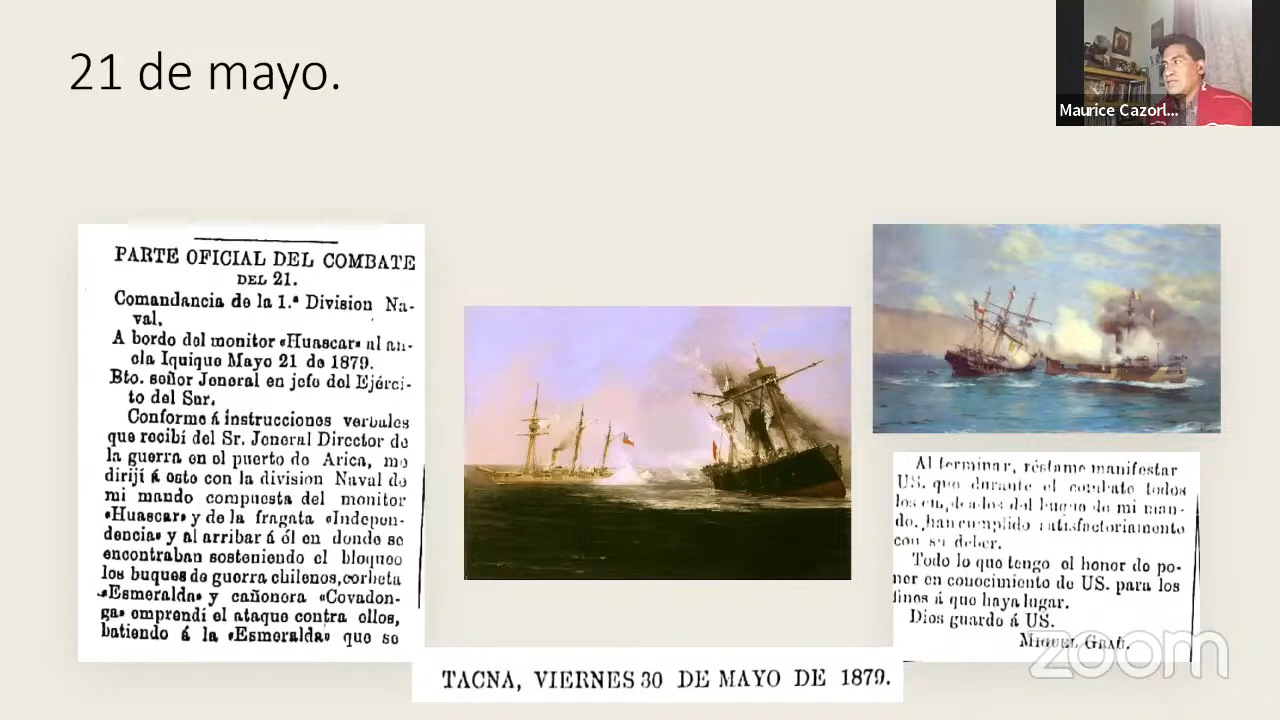 21 de mayo.
Maurice Cazorl...
PARTE OFICIAL DEL COMBATE
DEL 21.
Comandancia de la 1.ª Division Na-
val.
A bordo del monitor «Huascar» al an-
cla Iquique Mayo 21 de 1879.
Bto. señor Jeneral en jefe del Ejérci-
to del Sur.
Conforme á instrucciones verbales
que recibí del Sr. Jeneral Director de
la guerra en el puerto de Arica, me
dirijí á este con la division Naval de
mi mando compuesta del monitor
«Huascar» y de la fragata «Indepen-
dencia» y al arribar á él en donde se
encontraban sosteniendo el bloqueo
los buques de guerra chilenos, corbeta
«Esmeralda» y cañonera «Covadon-
ga» emprendí el ataque contra ellos,
batiendo á la «Esmeralda» que se
Al terminar, réstame manifestar
US. que durante el combate todos
los empleados del buque de mi man-
do, han cumplido satisfactoriamente
con su deber.
Todo lo que tengo el honor de po-
ner en conocimiento de US. para los
fines á que haya lugar.
Dios guarde á US.
MIGUEL GRAU.
TACNA, VIERNES 30 DE MAYO DE 1879.
zoom